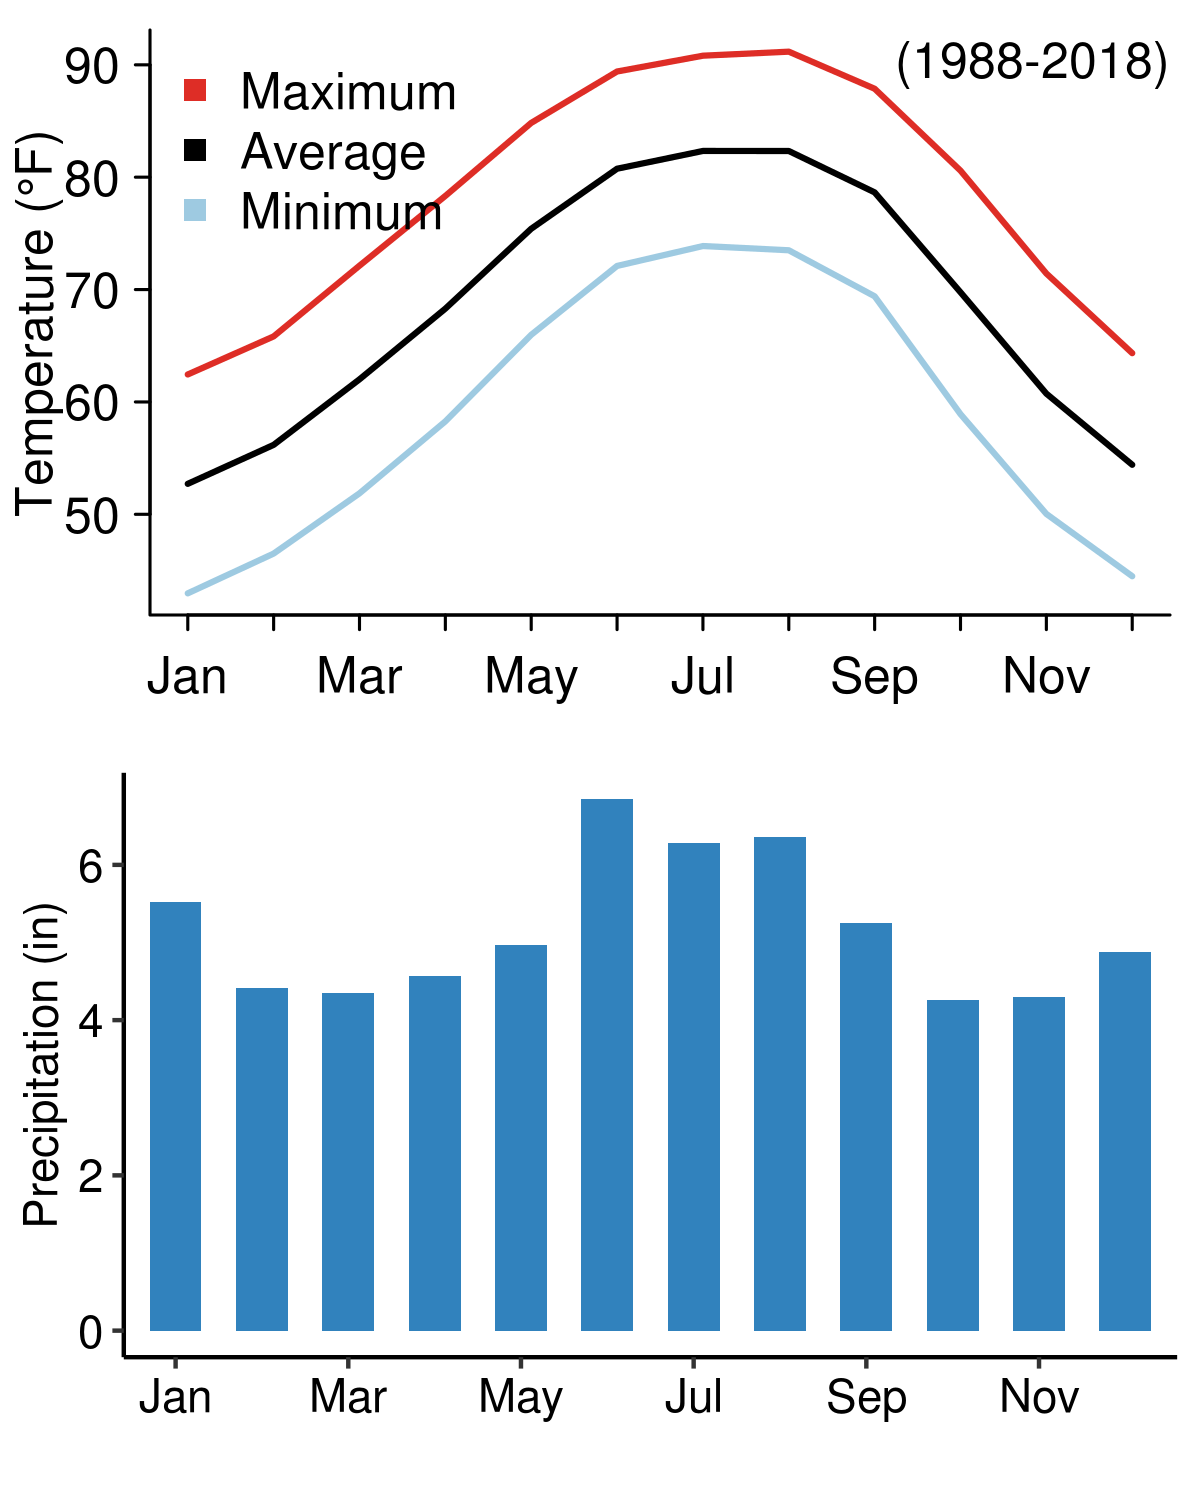 (1988-2018)
Maximum
Average
Minimum
Temperature (°F)
90
80
70
60
50
Jan Mar May Jul Sep Nov
Precipitation (in)
6
4
2
0
Jan Mar May Jul Sep Nov